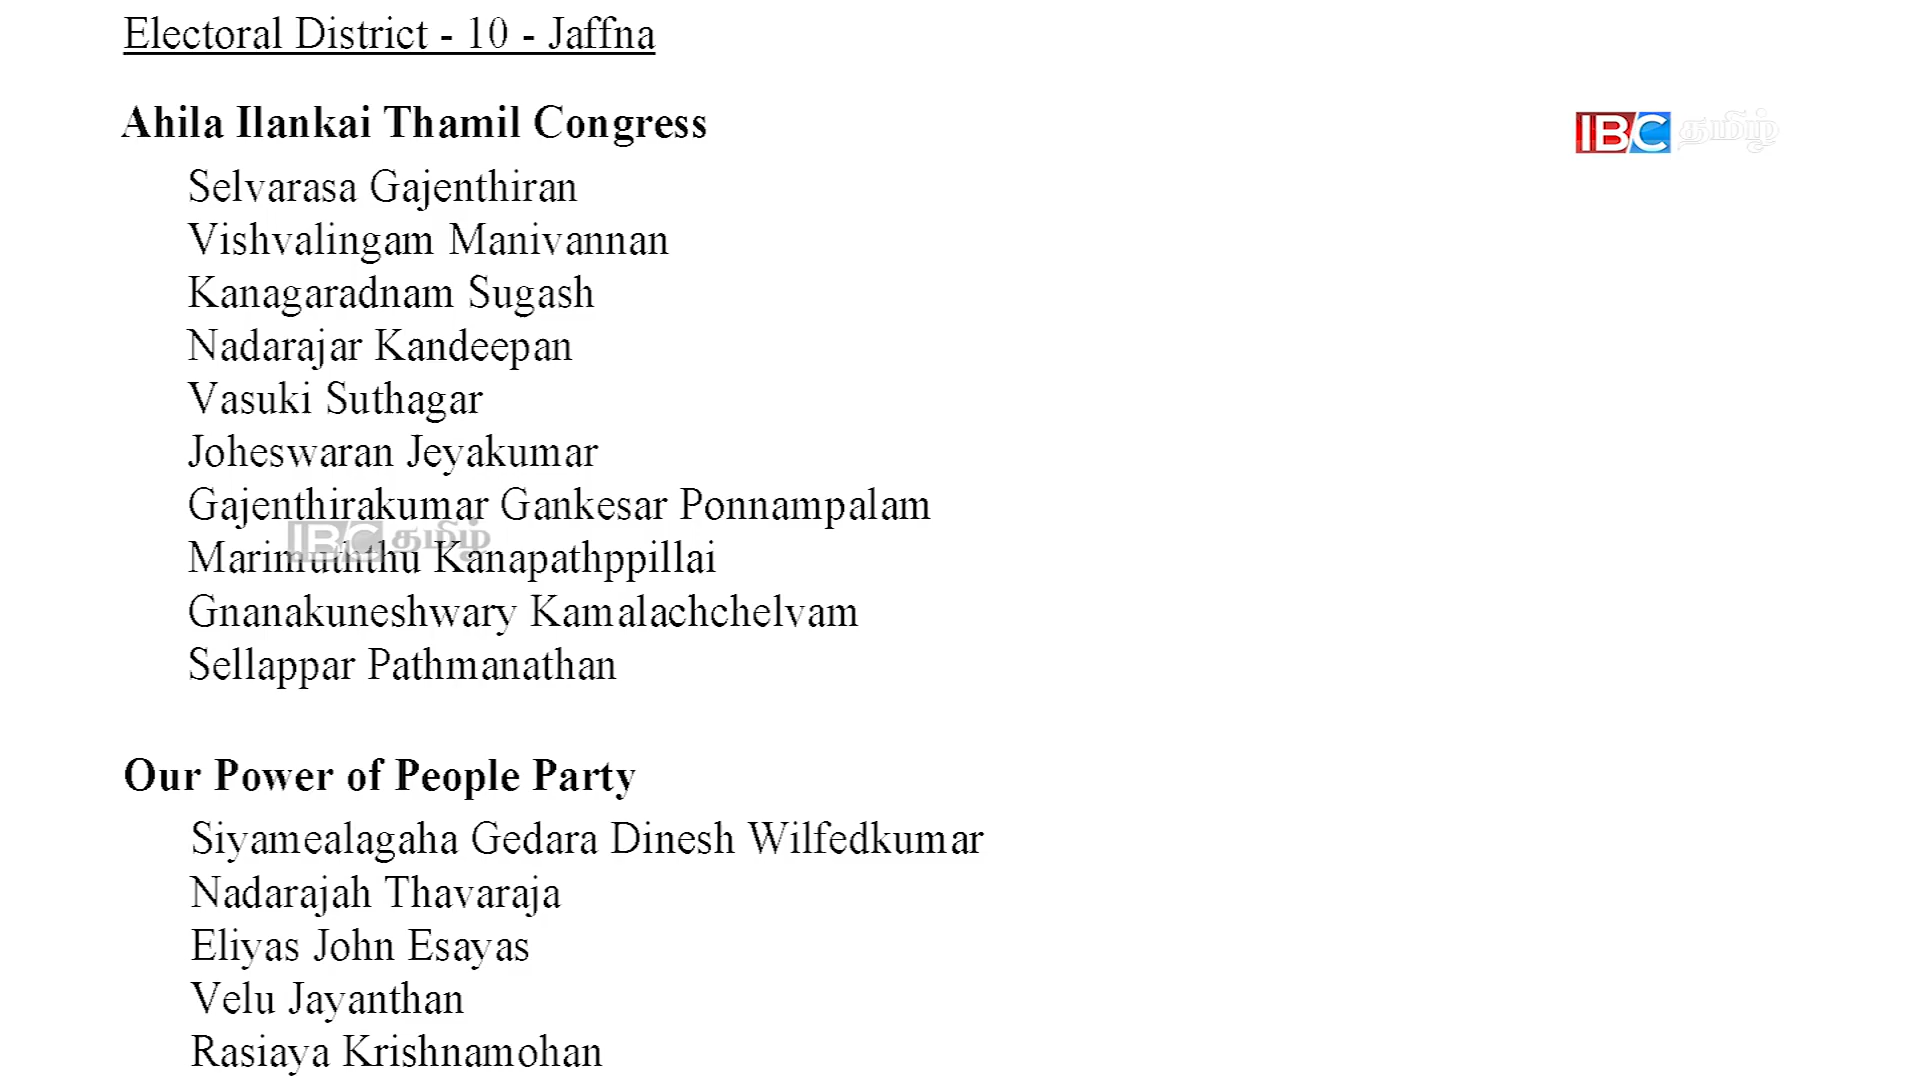 Electoral District - 10 - Jaffna
Ahila Ilankai Thamil Congress
IBC தமிழ்
Selvarasa Gajenthiran
Vishvalingam Manivannan
Kanagaradnam Sugash
Nadarajar Kandeepan
Vasuki Suthagar
Joheswaran Jeyakumar
Gajenthirakumar Gankesar Ponnampalam
IBC தமிழ்
Marimuththu Kanapathppillai
Gnanakuneshwary Kamalachchelvam
Sellappar Pathmanathan
Our Power of People Party
Siyamealagaha Gedara Dinesh Wilfedkumar
Nadarajah Thavaraja
Eliyas John Esayas
Velu Jayanthan
Rasiaya Krishnamohan